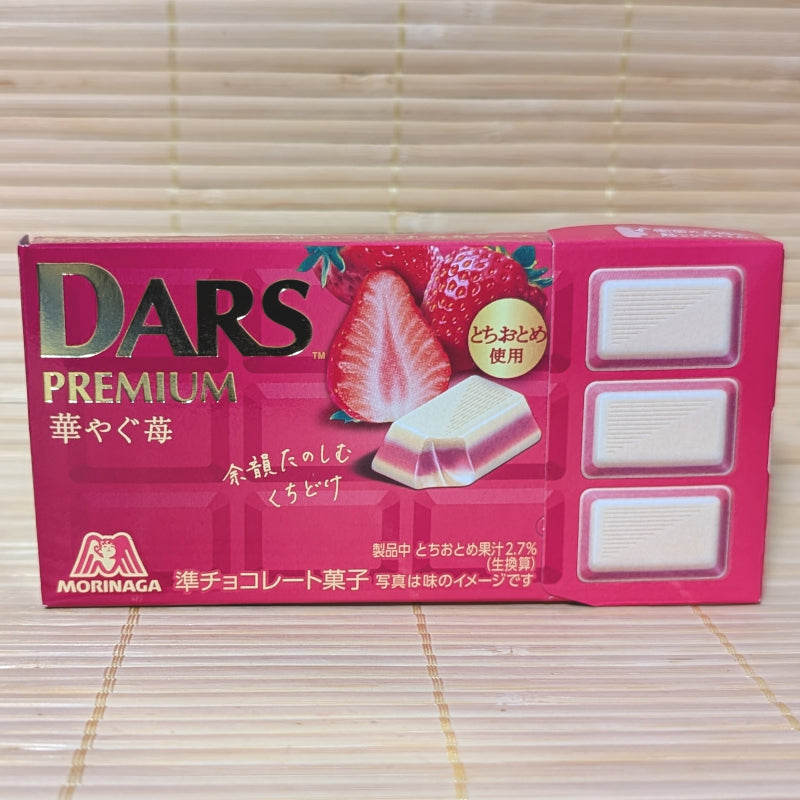 DARS™
PREMIUM
華やぐ苺
とちおとめ
使用
余韻たのしむ
くちどけ
製品中 とちおとめ果汁2.7%
(生換算)
MORINAGA
準チョコレート菓子
写真は味のイメージです